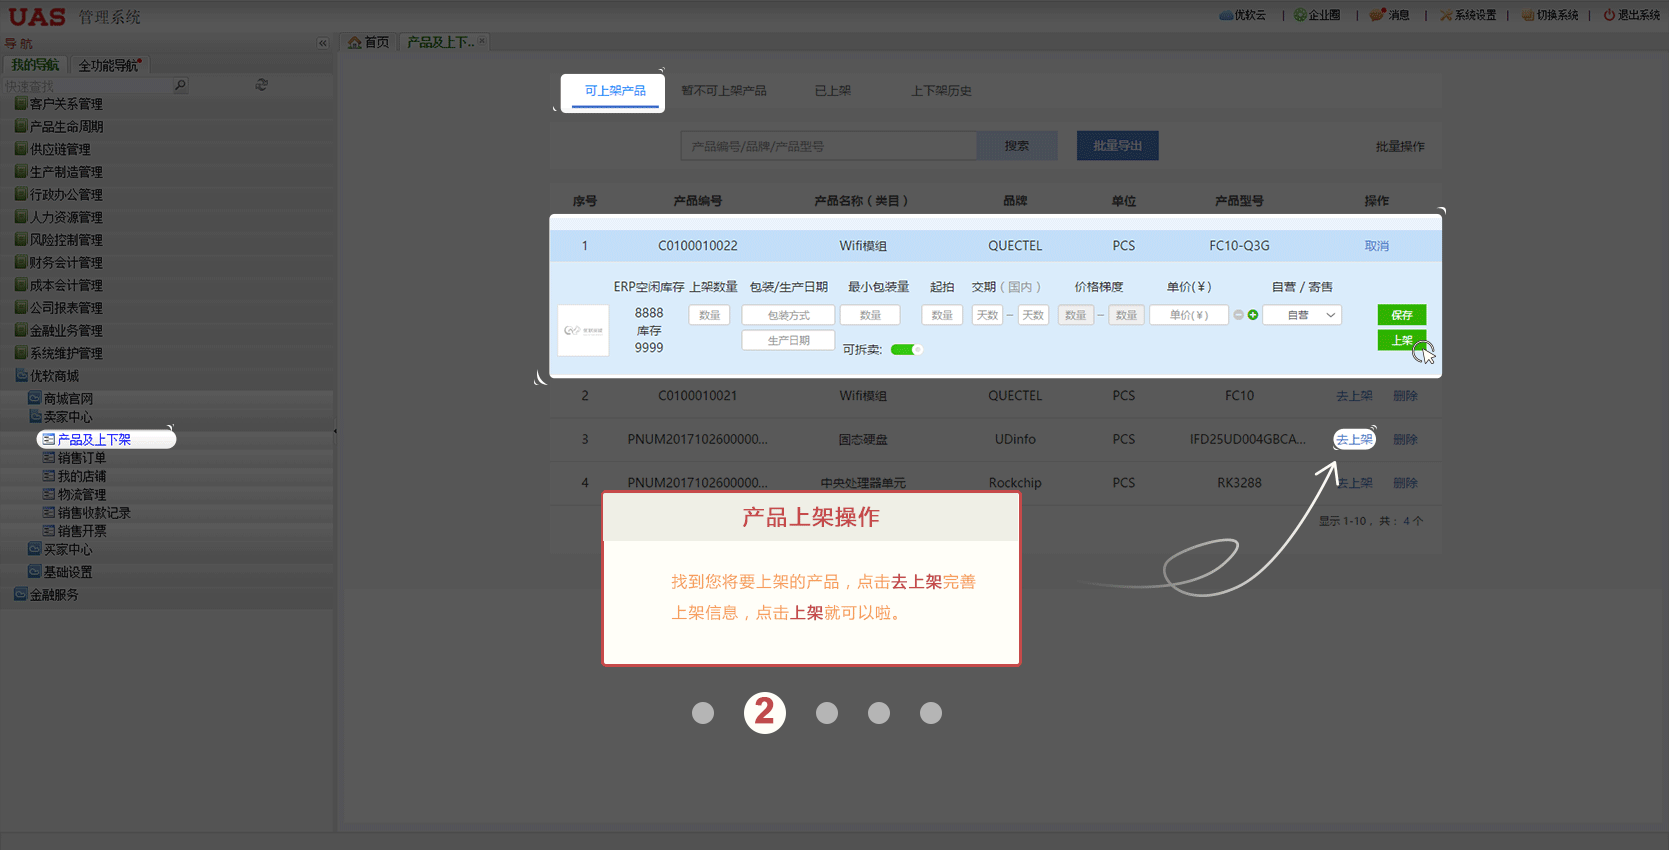 UAS 管理系统
优软云 | 企业圈 | 消息 | 系统设置 | 切换系统 | 退出系统
导航
首页 产品及上下..
我的导航 全功能导航
快速查找
客户关系管理
产品生命周期
供应链管理
生产制造管理
行政办公管理
人力资源管理
风险控制管理
财务会计管理
成本会计管理
公司报表管理
金融业务管理
系统维护管理
优软商城
商城官网
卖家中心
产品及上下架
销售订单
我的店铺
物流管理
销售收款记录
销售开票
买家中心
基础设置
金融服务
可上架产品 暂不可上架产品 已上架 上下架历史
产品编号/品牌/产品型号 搜索 批量导出 批量操作
序号 产品编号 产品名称（类目） 品牌 单位 产品型号 操作
1 C0100010022 Wifi模组 QUECTEL PCS FC10-Q3G 取消
ERP空闲库存 上架数量 包装/生产日期 最小包装量 起拍 交期（国内） 价格梯度 单价(¥) 自营 / 寄售
8888 数量 包装方式 数量 数量 天数 – 天数 数量 – 数量 单价(¥) 自营 保存
库存 生产日期 上架
9999 可拆卖:
2 C0100010021 Wifi模组 QUECTEL PCS FC10 去上架 删除
3 PNUM2017102600000... 固态硬盘 UDinfo PCS IFD25UD004GBCA... 去上架 删除
4 PNUM2017102600000... 中央处理器单元 Rockchip PCS RK3288 去上架 删除
显示 1-10， 共： 4 个
产品上架操作
找到您将要上架的产品，点击去上架完善
上架信息，点击上架就可以啦。
2